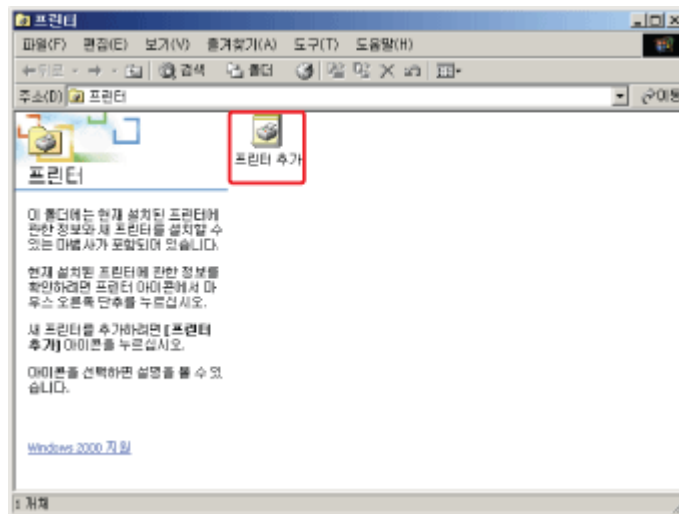 프린터
파일(F) 편집(E) 보기(V) 즐겨찾기(A) 도구(T) 도움말(H)
뒤로 검색 폴더
주소(D) 프린터 이동
프린터 추가
프린터
이 폴더에는 현재 설치된 프린터에
관한 정보와 새 프린터를 설치할 수
있는 마법사가 포함되어 있습니다.
현재 설치된 프린터에 관한 정보를
확인하려면 프린터 아이콘에서 마
우스 오른쪽 단추를 누르십시오.
새 프린터를 추가하려면 [프린터
추가] 아이콘을 누르십시오.
아이콘을 선택하면 설명을 볼 수 있
습니다.
Windows 2000 지원
1 개체